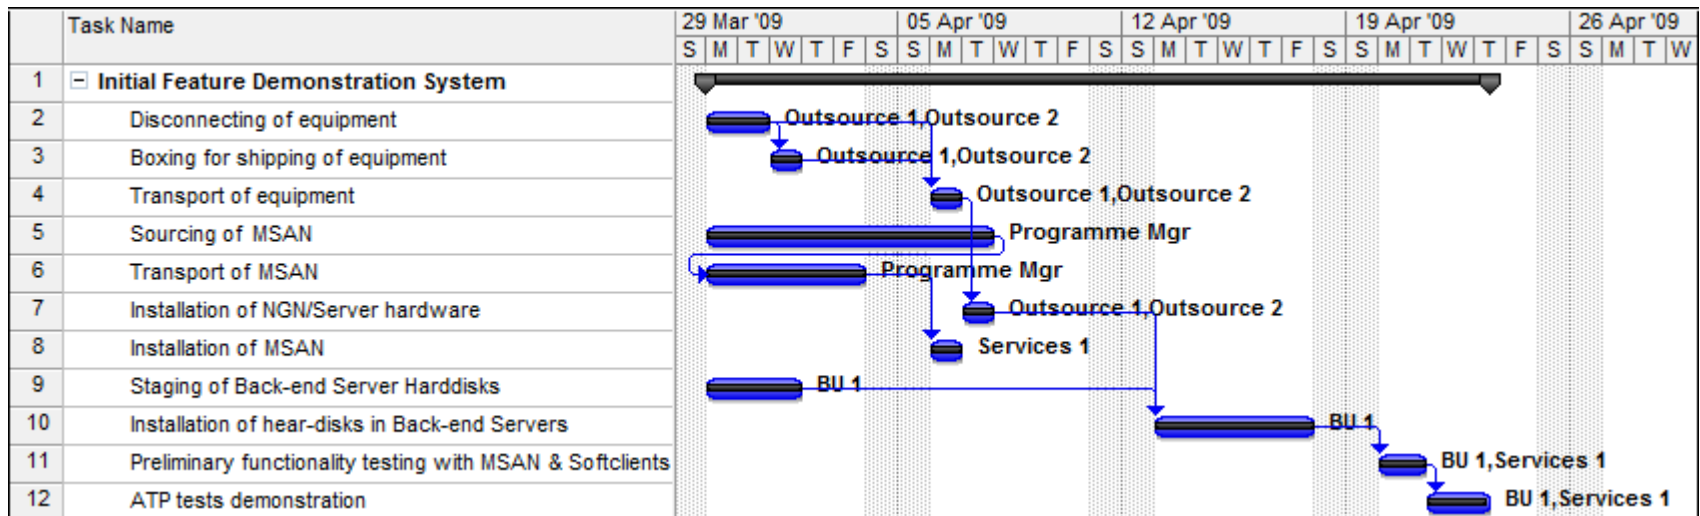 Task Name
29 Mar '09 05 Apr '09 12 Apr '09 19 Apr '09 26 Apr '09
S M T W T F S S M T W T F S S M T W T F S S M T W T F S S M T W
1 Initial Feature Demonstration System
2 Disconnecting of equipment Outsource 1,Outsource 2
3 Boxing for shipping of equipment Outsource 1,Outsource 2
4 Transport of equipment Outsource 1,Outsource 2
5 Sourcing of MSAN Programme Mgr
6 Transport of MSAN Programme Mgr
7 Installation of NGN/Server hardware Outsource 1,Outsource 2
8 Installation of MSAN Services 1
9 Staging of Back-end Server Harddisks BU 1
10 Installation of hear-disks in Back-end Servers BU 1
11 Preliminary functionality testing with MSAN & Softclients BU 1,Services 1
12 ATP tests demonstration BU 1,Services 1